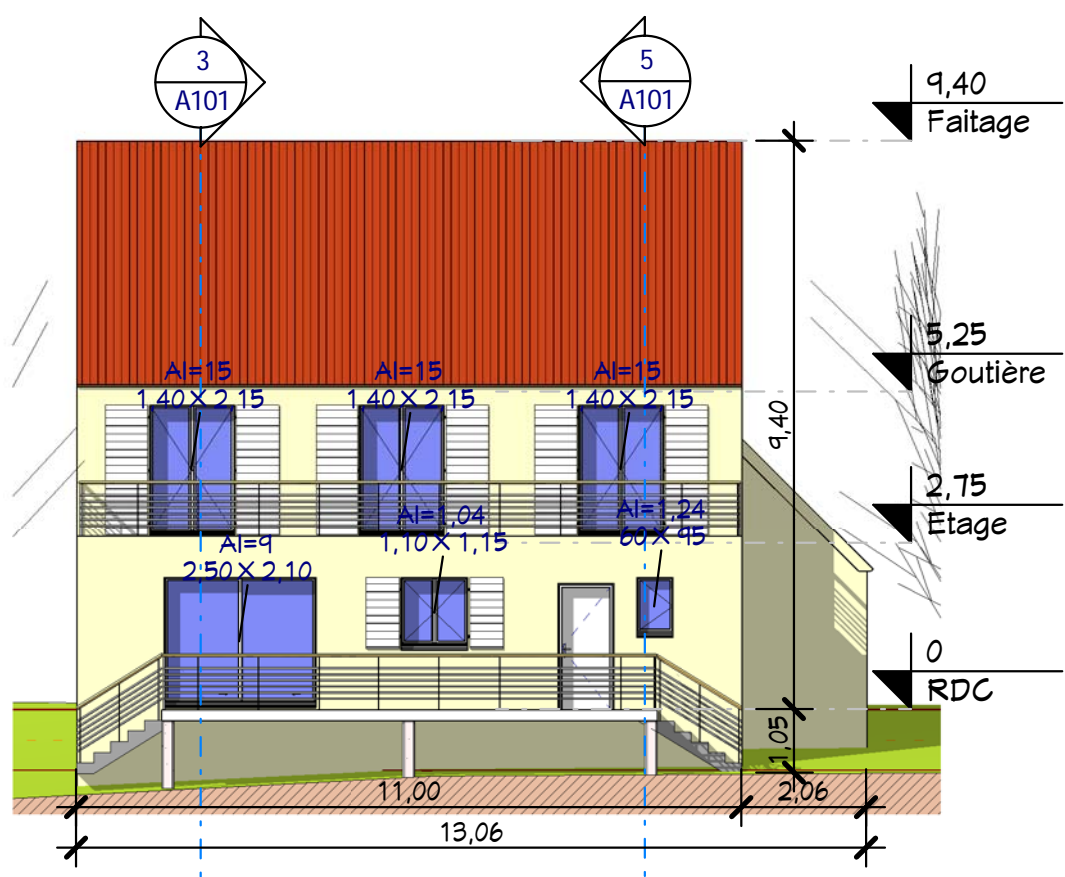 3
A101
5
A101
9,40
Faitage
5,25
Goutière
Al=15
1,40 X 2,15
Al=15
1,40 X 2,15
Al=15
1,40 X 2,15
9,40
2,75
Etage
Al=1,04
1,10 X 1,15
Al=1,24
60 X 95
Al=9
2,50 X 2,10
0
RDC
1,05
11,00
2,06
13,06